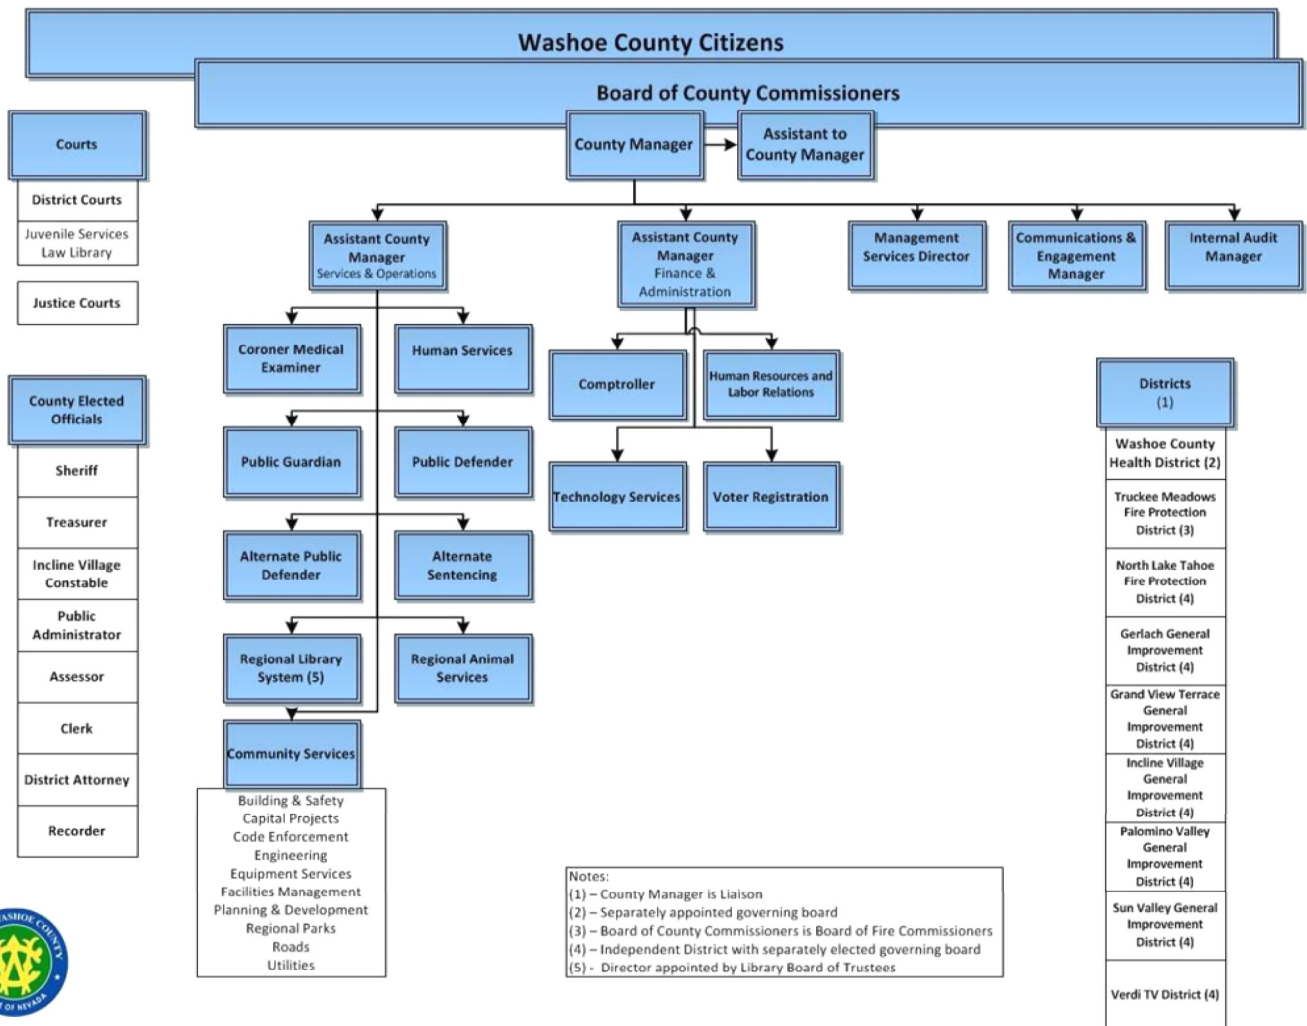 Washoe County Citizens
Board of County Commissioners
County Manager
Assistant to
County Manager
Courts
District Courts
Juvenile Services
Law Library
Justice Courts
County Elected
Officials
Sheriff
Treasurer
Incline Village
Constable
Public
Administrator
Assessor
Clerk
District Attorney
Recorder
Assistant County
Manager
Services & Operations
Assistant County
Manager
Finance &
Administration
Management
Services Director
Communications &
Engagement
Manager
Internal Audit
Manager
Coroner Medical
Examiner
Human Services
Public Guardian
Public Defender
Alternate Public
Defender
Alternate
Sentencing
Regional Library
System (5)
Regional Animal
Services
Community Services
Building & Safety
Capital Projects
Code Enforcement
Engineering
Equipment Services
Facilities Management
Planning & Development
Regional Parks
Roads
Utilities
Comptroller
Human Resources and
Labor Relations
Technology Services
Voter Registration
Districts
(1)
Washoe County
Health District (2)
Truckee Meadows
Fire Protection
District (3)
North Lake Tahoe
Fire Protection
District (4)
Gerlach General
Improvement
District (4)
Grand View Terrace
General
Improvement
District (4)
Incline Village
General
Improvement
District (4)
Palomino Valley
General
Improvement
District (4)
Sun Valley General
Improvement
District (4)
Verdi TV District (4)
Notes:
(1) – County Manager is Liaison
(2) – Separately appointed governing board
(3) – Board of County Commissioners is Board of Fire Commissioners
(4) – Independent District with separately elected governing board
(5) - Director appointed by Library Board of Trustees
WASHOE COUNTY
OF NEVADA